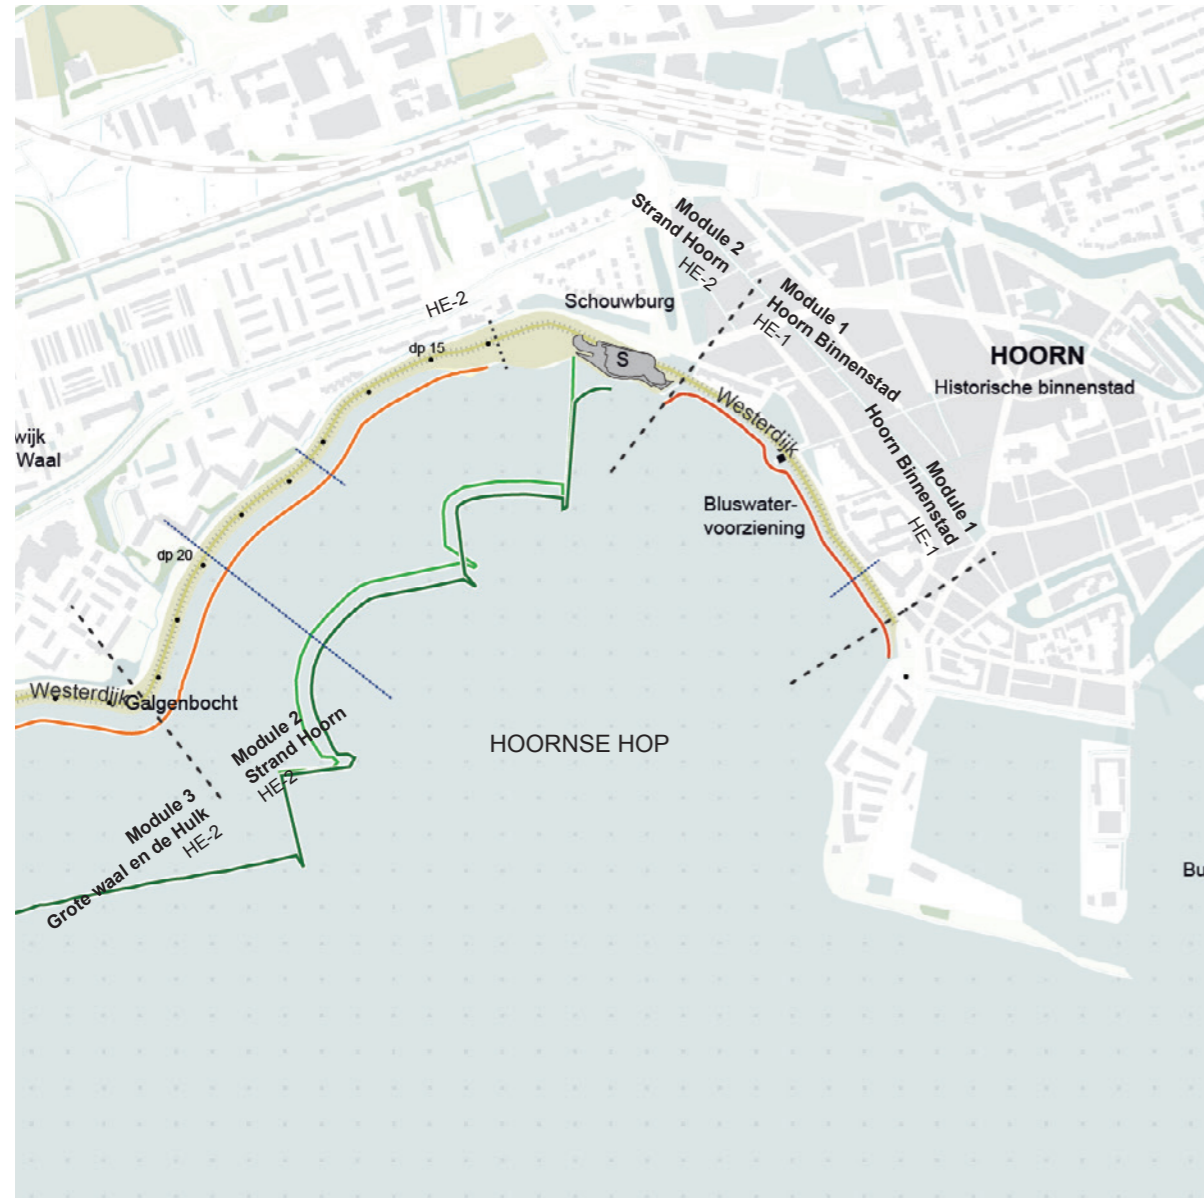 Module 2
Strand Hoorn
HE-2
Module 1
Hoorn Binnenstad
HE-1
HE-2
Schouwburg
dp 15
S
HOORN
Historische binnenstad
Westerdijk
wijk
Waal
Module 1
Hoorn Binnenstad
HE-1
Bluswater-
voorziening
dp 20
Westerdijk
Galgenbocht
Module 2
Strand Hoorn
HE-2
HOORNSE HOP
Module 3
Grote waal en de Hulk
HE-2
Bu